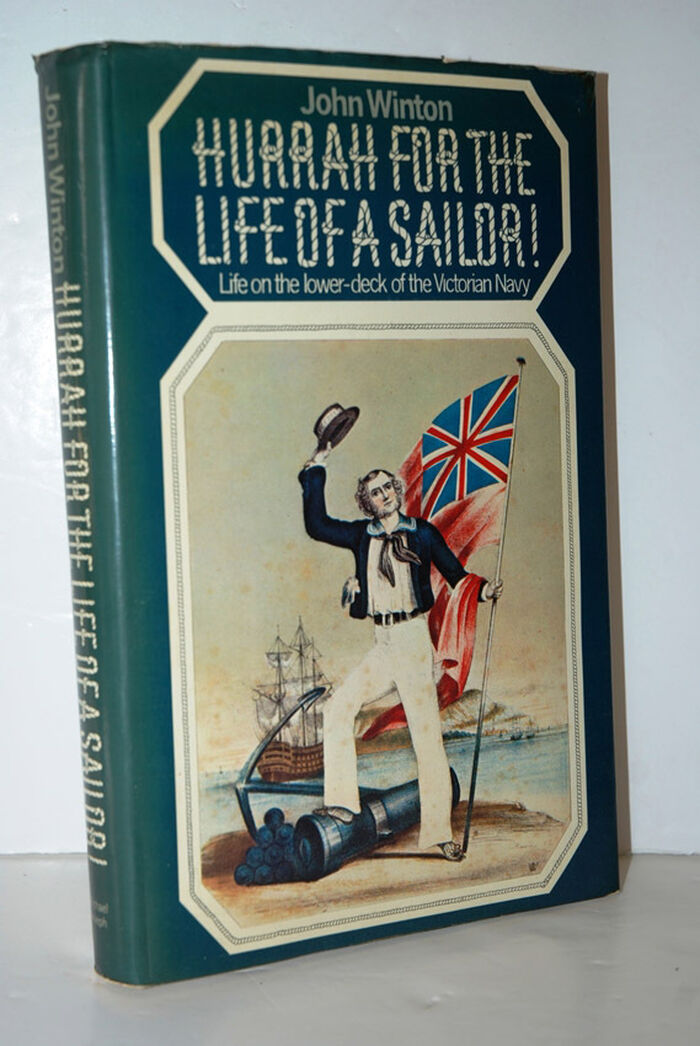 John Winton
HURRAH FOR THE
LIFE OF A SAILOR!
Life on the lower-deck of the Victorian Navy
John Winton HURRAH FOR THE LIFE OF A SAILOR!